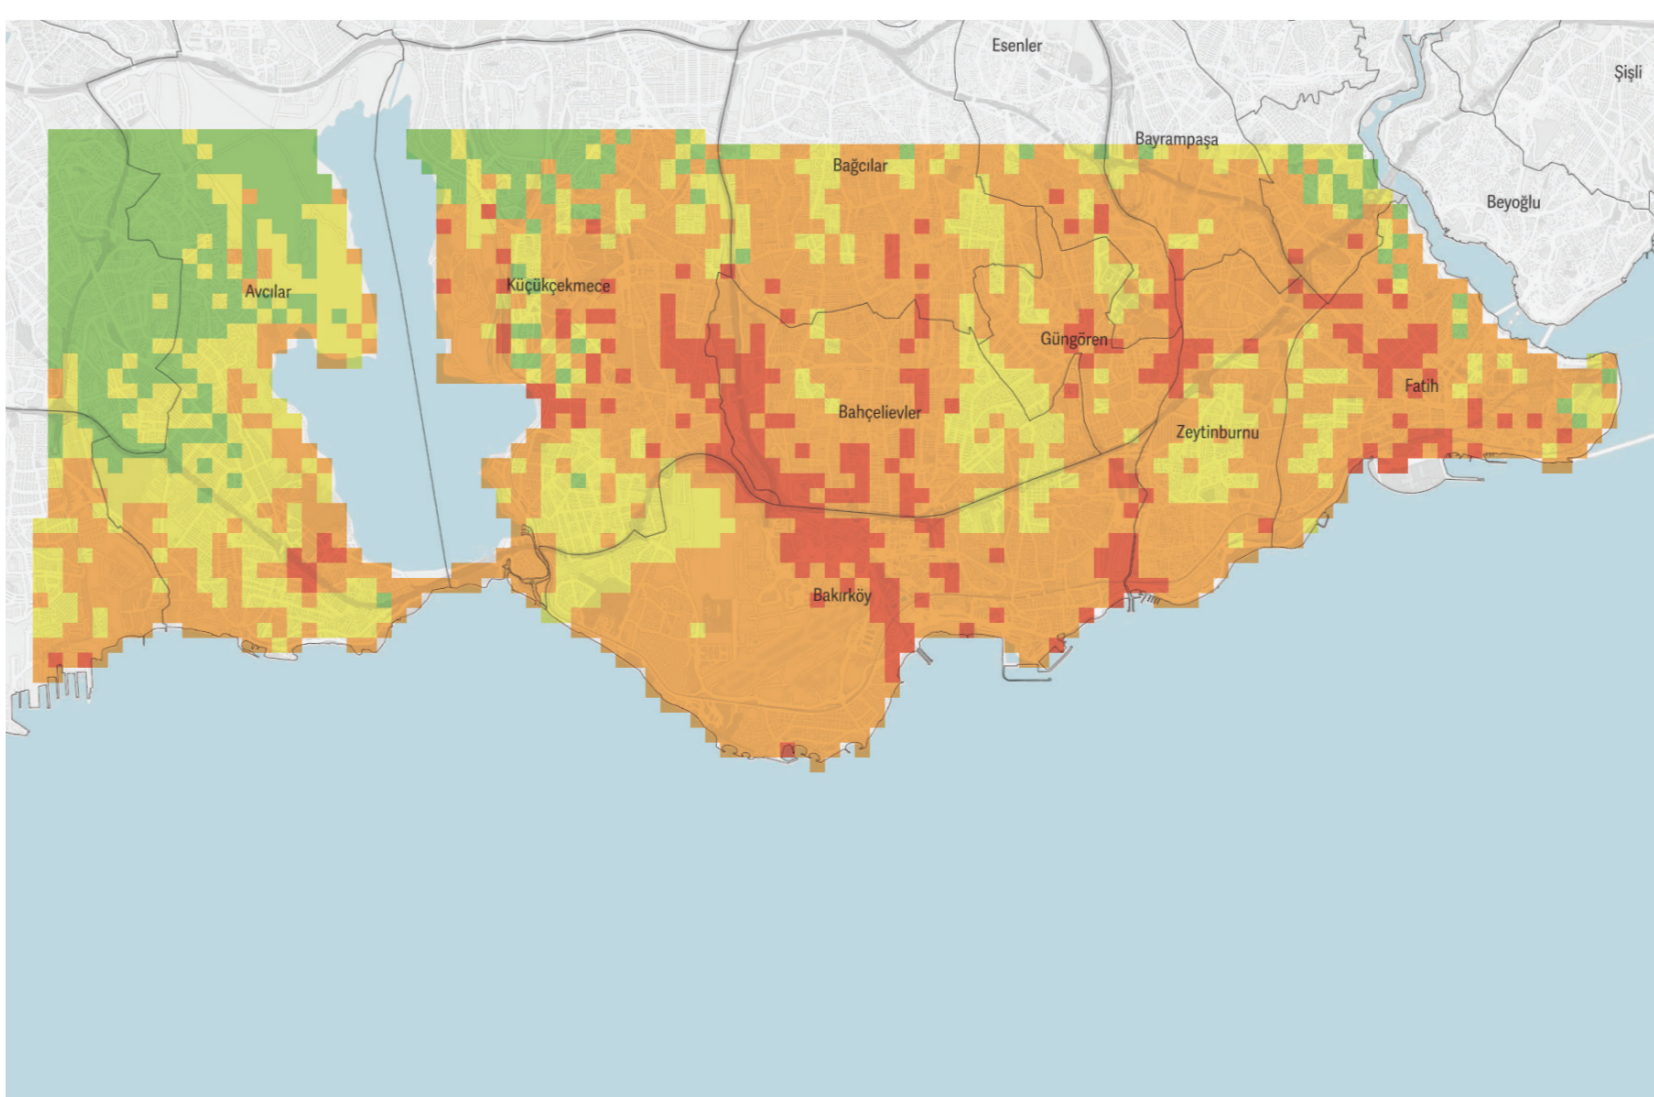 Esenler
Şişli
Bayrampaşa
Bağcılar
Beyoğlu
Küçükçekmece
Avcılar
Güngören
Fatih
Bahçelievler
Zeytinburnu
Bakırköy